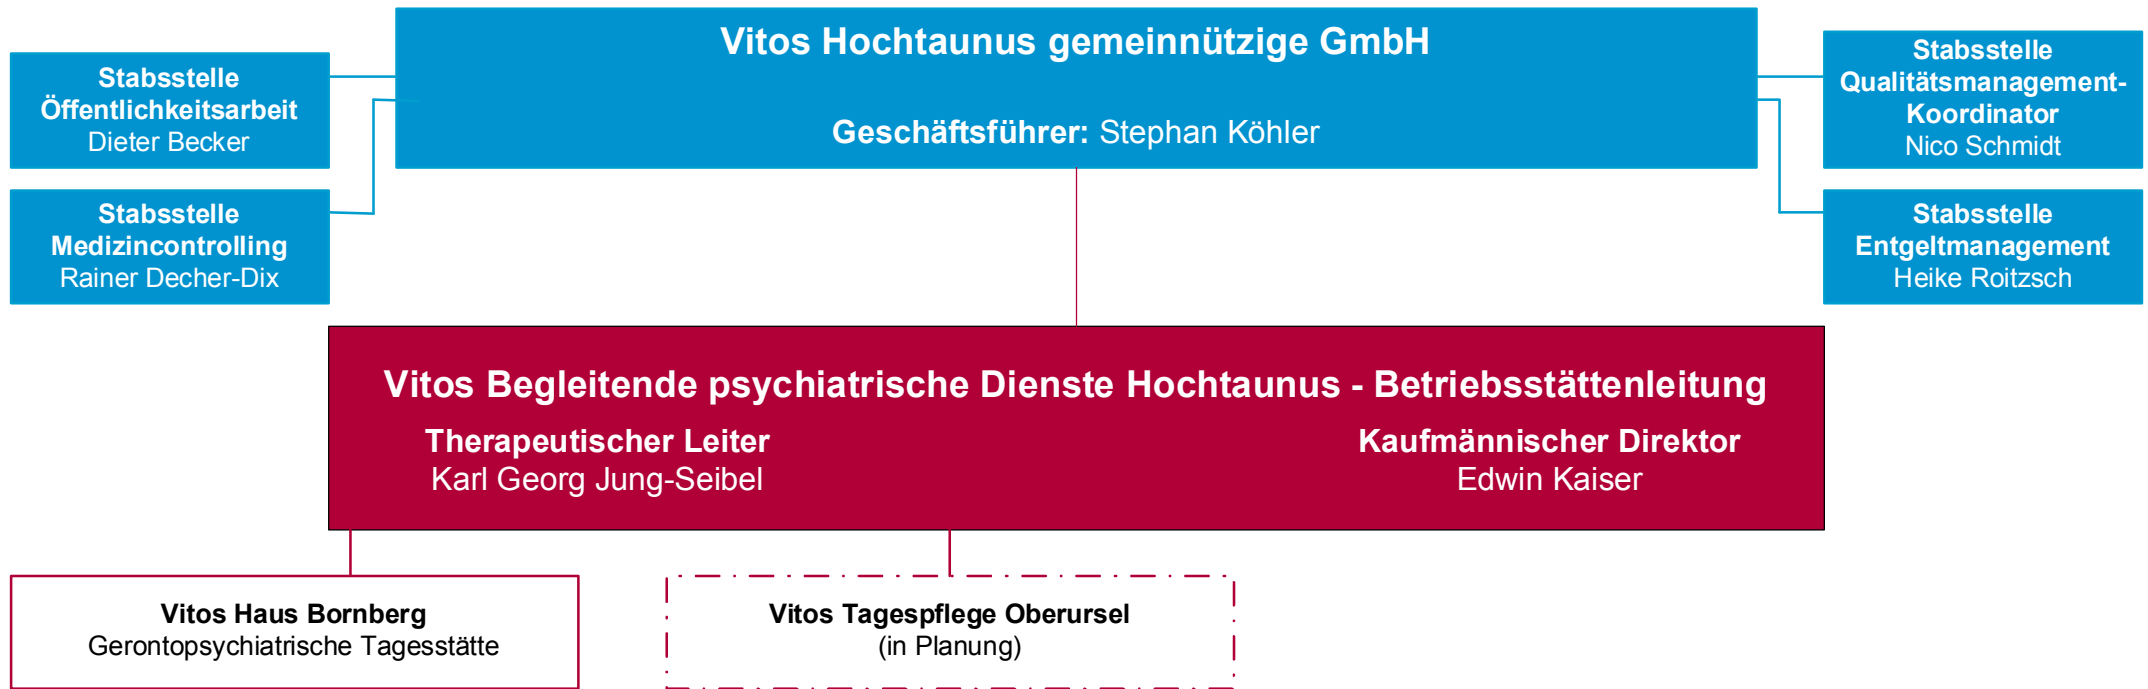 Vitos Hochtaunus gemeinnützige GmbH
Geschäftsführer: Stephan Köhler
Stabsstelle
Öffentlichkeitsarbeit
Dieter Becker
Stabsstelle
Medizincontrolling
Rainer Decher-Dix
Stabsstelle
Qualitätsmanagement-
Koordinator
Nico Schmidt
Stabsstelle
Entgeltmanagement
Heike Roitzsch
Vitos Begleitende psychiatrische Dienste Hochtaunus - Betriebsstättenleitung
Therapeutischer Leiter
Karl Georg Jung-Seibel
Kaufmännischer Direktor
Edwin Kaiser
Vitos Haus Bornberg
Gerontopsychiatrische Tagesstätte
Vitos Tagespflege Oberursel
(in Planung)